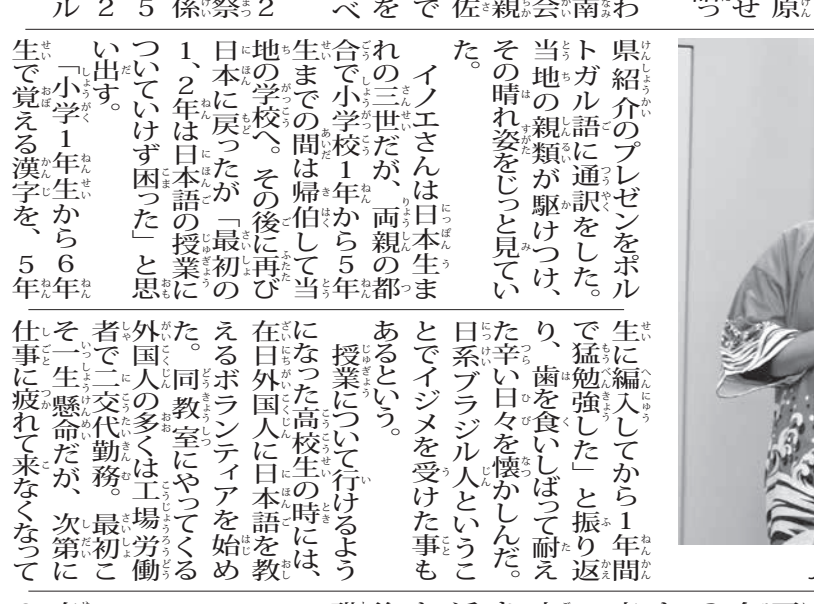 県紹介のプレゼンをポル
トガル語に通訳をした。
当地の親類が駆けつけ、
その晴れ姿をじっと見てい
た。
イノエさんは日本生ま
れの三世だが、両親の都
合で小学校1年から5年
生までの間は帰伯して当
地の学校へ。その後に再び
日本に戻ったが「最初の
1、2年は日本語の授業に
ついていけず困った」と思
い出す。
「小学1年生から6年
生で覚える漢字を、5年
生に編入してから1年間
で猛勉強した」と振り返
り、歯を食いしばって耐え
た辛い日々を懐かしんだ。
日系ブラジル人というこ
とでイジメを受けた事も
あるという。
授業について行けるよう
になった高校生の時には、
在日外国人に日本語を教
えるボランティアを始め
た。同教室にやってくる
外国人の多くは工場労働
者で二交代勤務。最初こ
そ一生懸命だが、次第に
仕事に疲れて来なくなって